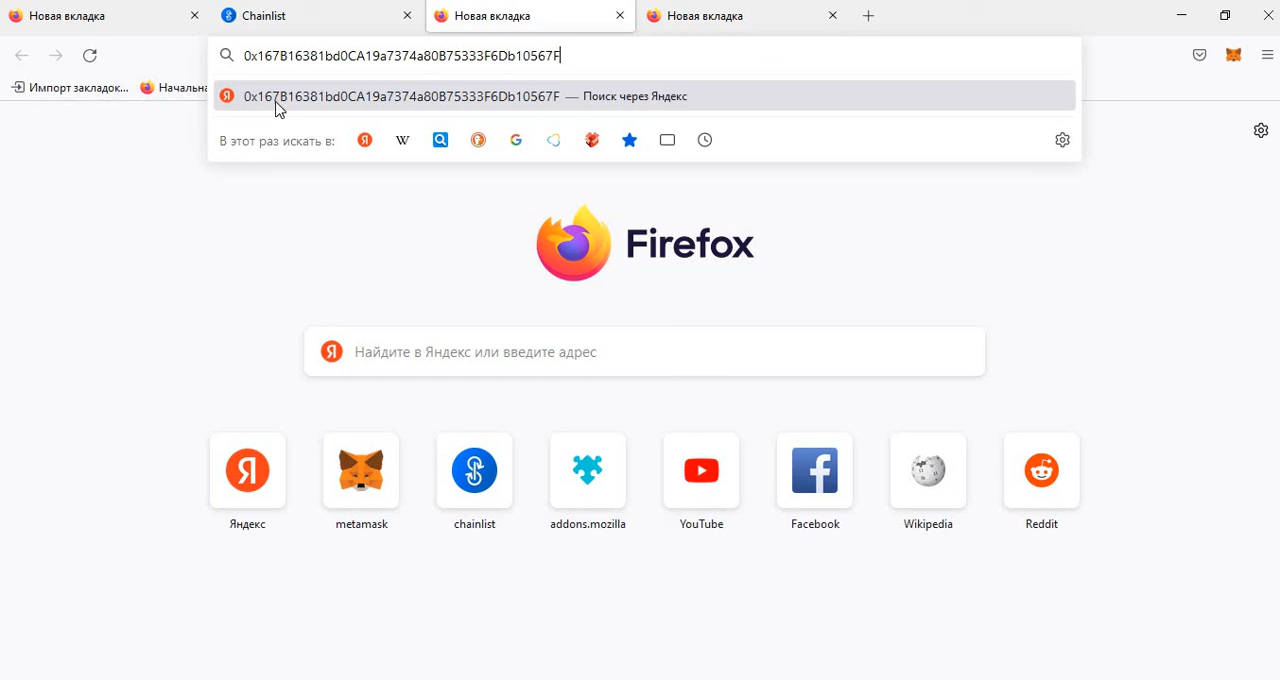 Новая вкладка
Chainlist
Новая вкладка
Новая вкладка
0x167B16381bd0CA19a7374a80B75333F6Db10567F
Импорт закладок...
Начальна
0x167B16381bd0CA19a7374a80B75333F6Db10567F — Поиск через Яндекс
В этот раз искать в:
Firefox
Найдите в Яндекс или введите адрес
Яндекс
metamask
chainlist
addons.mozilla
YouTube
Facebook
Wikipedia
Reddit